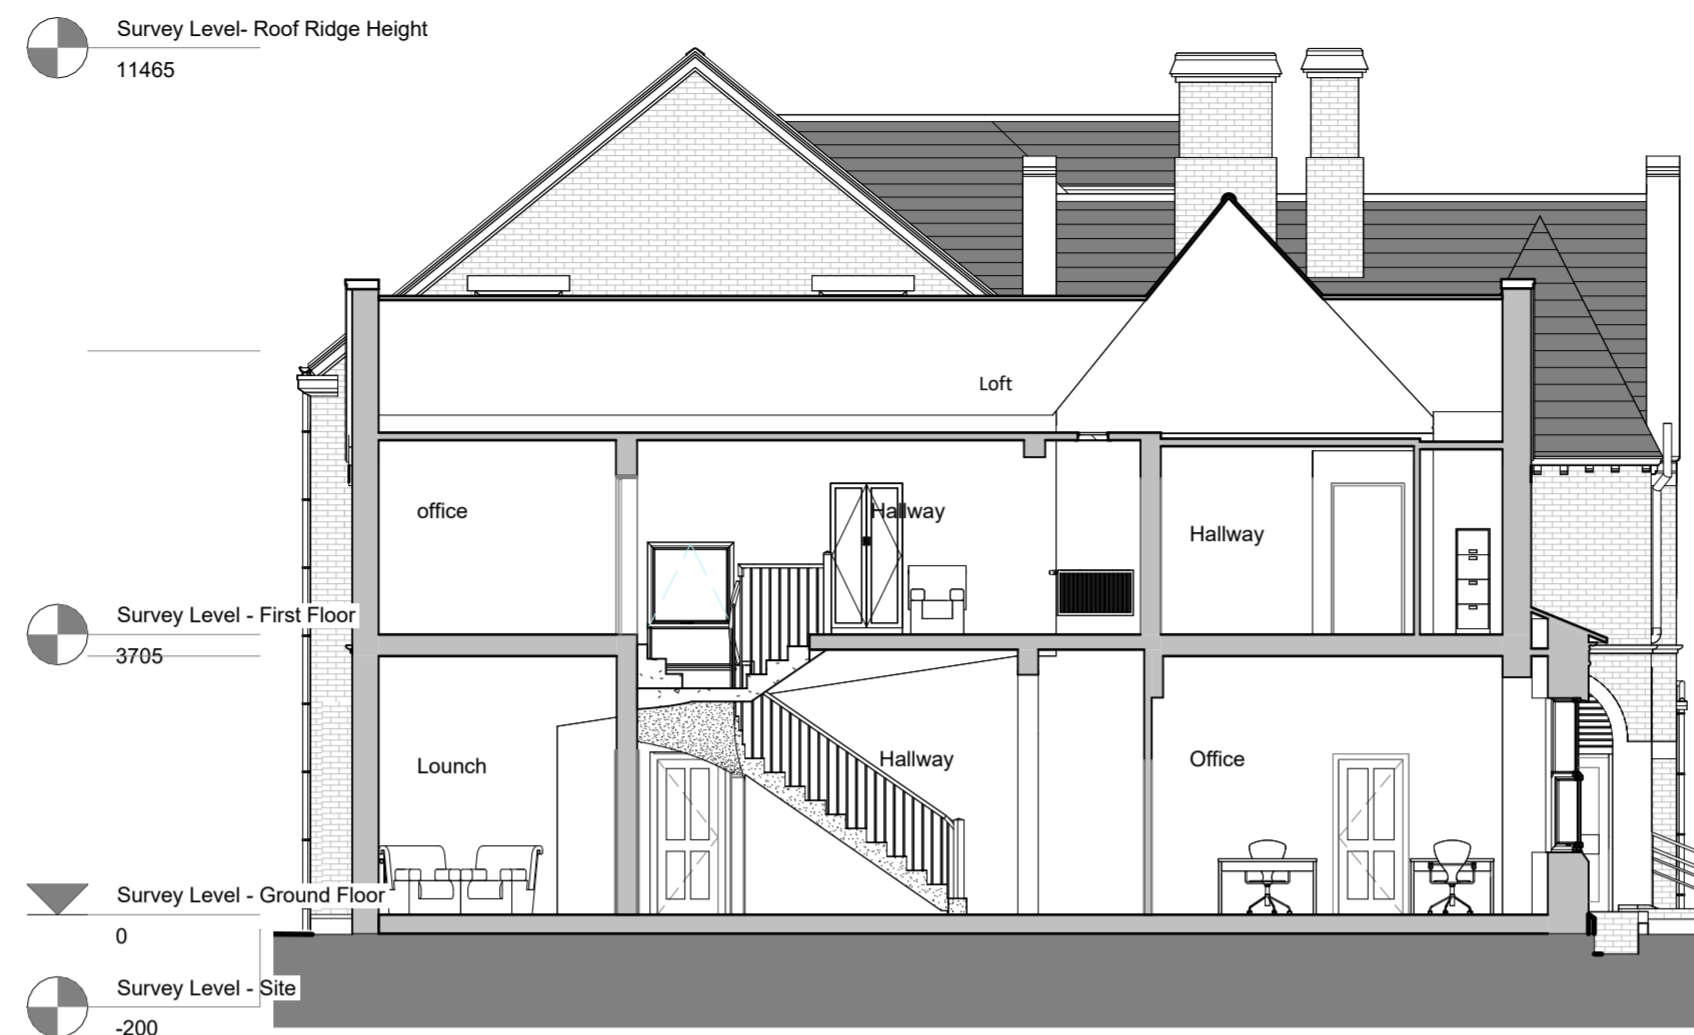 Survey Level- Roof Ridge Height
11465
Loft
office
Hallway
Hallway
Survey Level - First Floor
3705
Lounch
Hallway
Office
Survey Level - Ground Floor
0
Survey Level - Site
-200